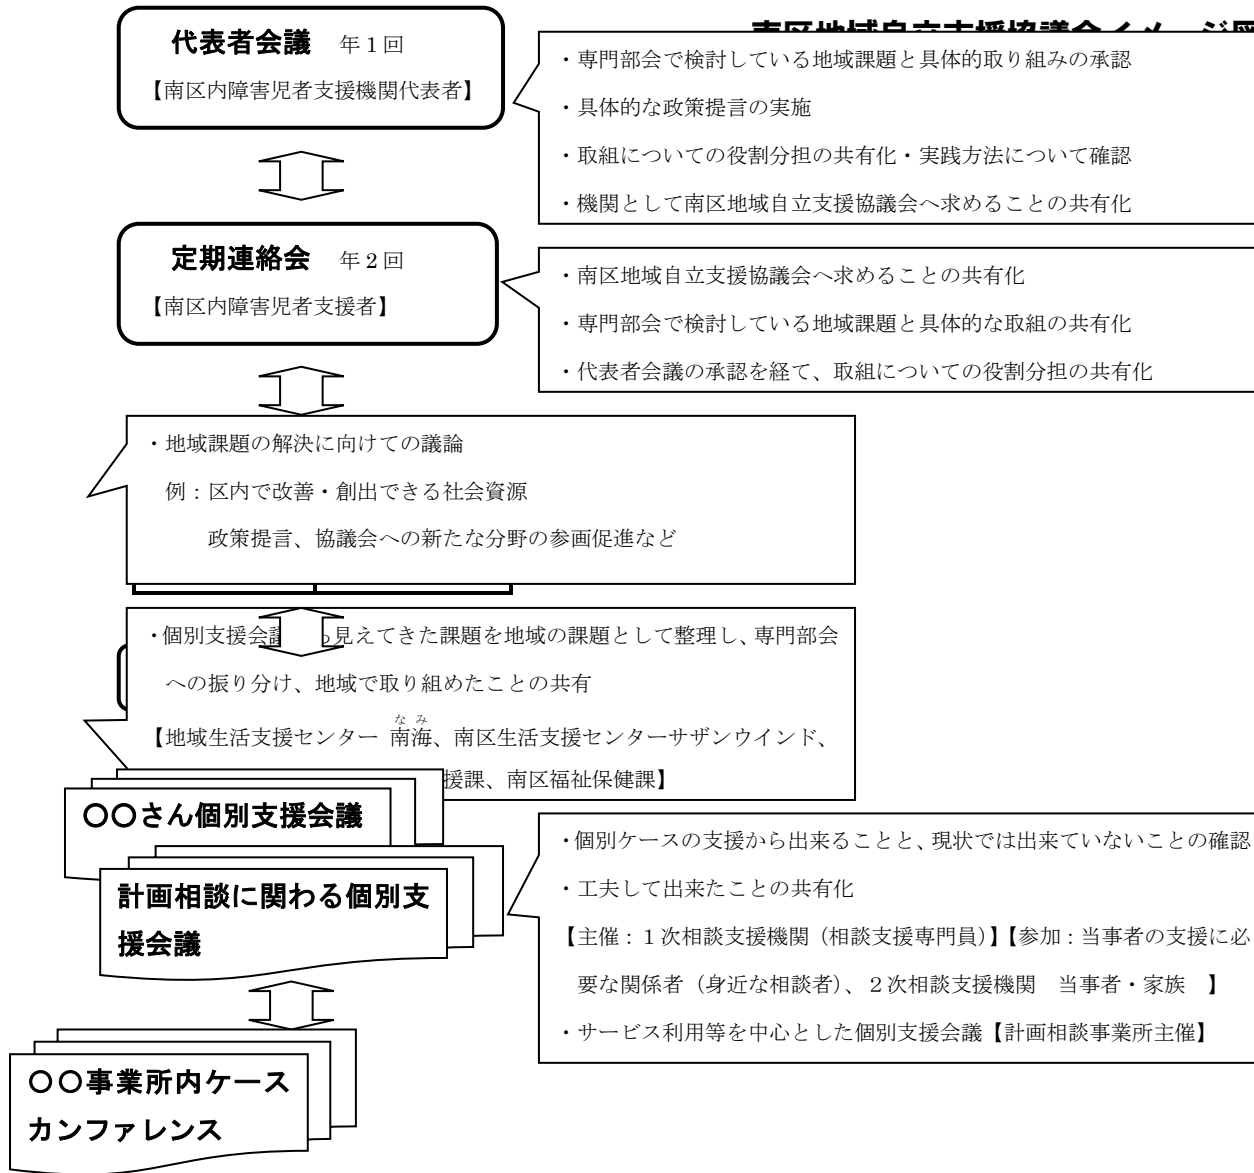 南区地域自立支援協議会イメージ図
代表者会議 年1回
【南区内障害児者支援機関代表者】
・専門部会で検討している地域課題と具体的取り組みの承認
・具体的な政策提言の実施
・取組についての役割分担の共有化・実践方法について確認
・機関として南区地域自立支援協議会へ求めることの共有化
定期連絡会 年2回
【南区内障害児者支援者】
・南区地域自立支援協議会へ求めることの共有化
・専門部会で検討している地域課題と具体的な取組の共有化
・代表者会議の承認を経て、取組についての役割分担の共有化
・地域課題の解決に向けての議論
例：区内で改善・創出できる社会資源
政策提言、協議会への新たな分野の参画促進など
・個別支援会議 見えてきた課題を地域の課題として整理し、専門部会
への振り分け、地域で取り組めたことの共有
なみ
【地域生活支援センター 南海、南区生活支援センターサザンウインド、
援課、南区福祉保健課】
〇〇さん個別支援会議
計画相談に関わる個別支
援会議
・個別ケースの支援から出来ることと、現状では出来ていないことの確認
・工夫して出来たことの共有化
【主催：1次相談支援機関（相談支援専門員）】【参加：当事者の支援に必
要な関係者（身近な相談者）、2次相談支援機関 当事者・家族 】
・サービス利用等を中心とした個別支援会議【計画相談事業所主催】
〇〇事業所内ケース
カンファレンス